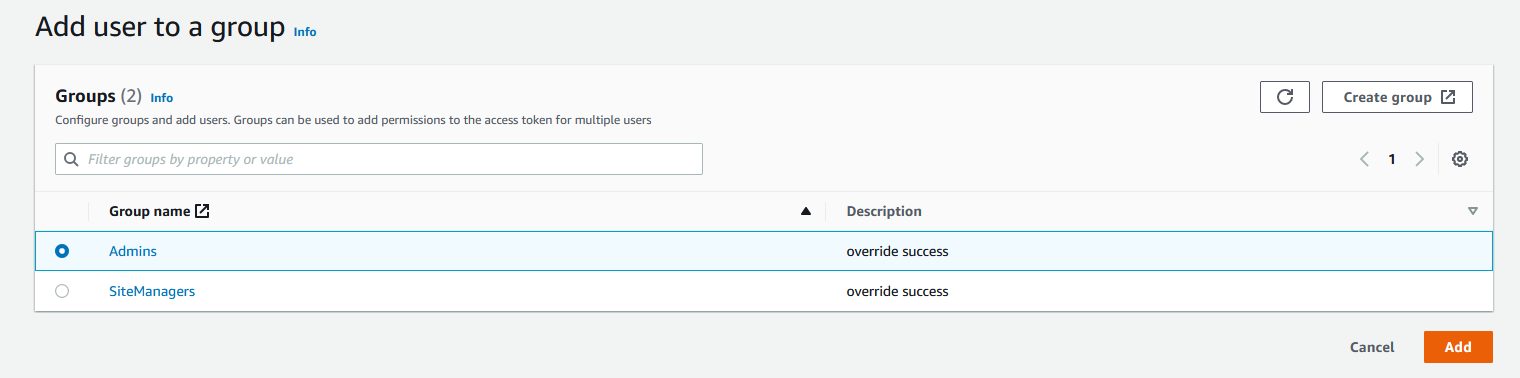 Add user to a group Info
Groups (2) Info
Create group
Configure groups and add users. Groups can be used to add permissions to the access token for multiple users
Filter groups by property or value
1
Group name Description
Admins override success
SiteManagers override success
Cancel Add